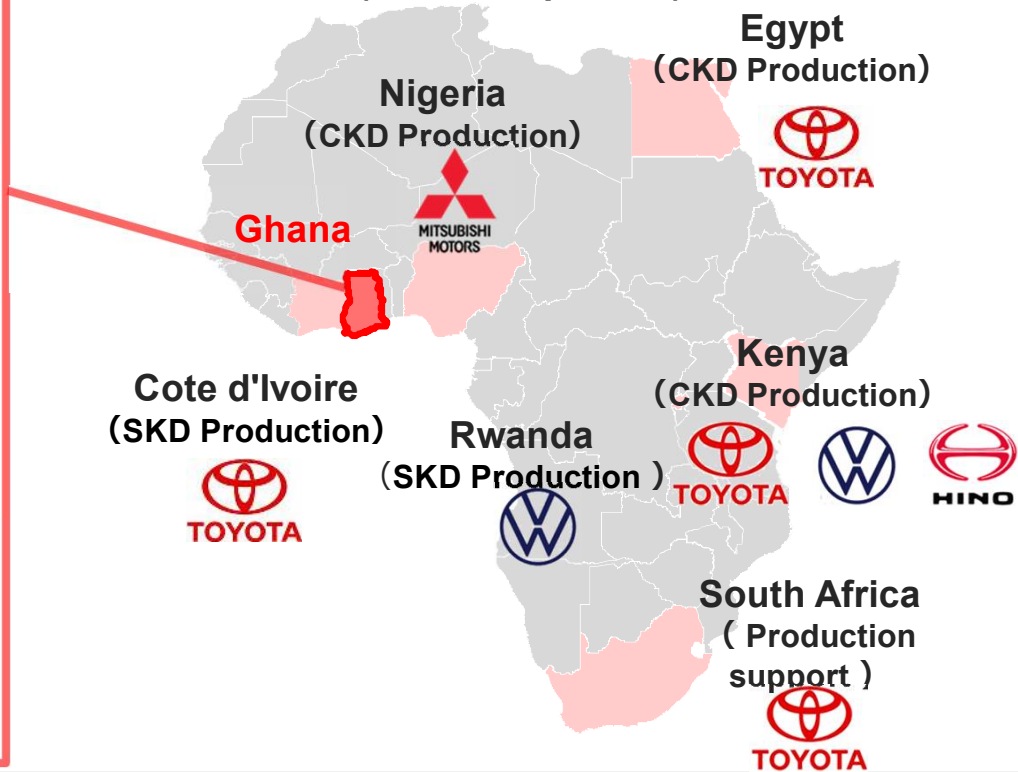 Egypt
（CKD Production）
TOYOTA
Nigeria
（CKD Production）
MITSUBISHI
MOTORS
Ghana
Kenya
（CKD Production）
TOYOTA
HINO
Cote d'Ivoire
（SKD Production）
TOYOTA
Rwanda
（SKD Production ）
South Africa
（ Production
support ）
TOYOTA